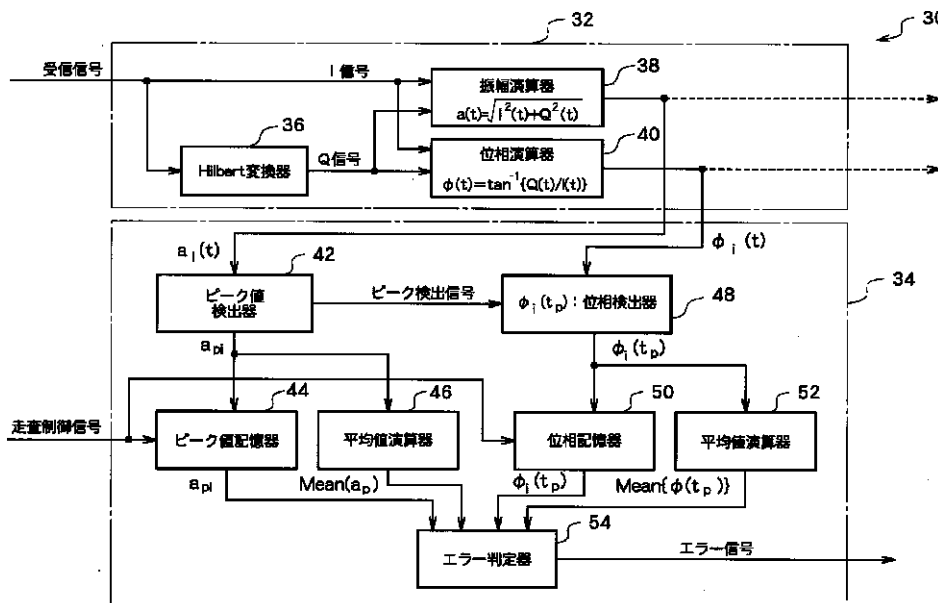 30
32
受信信号
I 信号
38
振幅演算器
a(t)=√I²(t)+Q²(t)
36
Hilbert変換器
Q信号
40
位相演算器
φ(t)=tan⁻¹{Q(t)/I(t)}
a_i(t)
φ_i(t)
42
ピーク値
検出器
ピーク検出信号
φ_i(t_p):位相検出器
48
34
a_pi
φ_i(t_p)
44
46
50
52
走査制御信号
ピーク値記憶器
平均値演算器
位相記憶器
平均値演算器
a_pi
Mean(a_p)
φ_i(t_p)
Mean{φ(t_p)}
54
エラー判定器
エラー信号